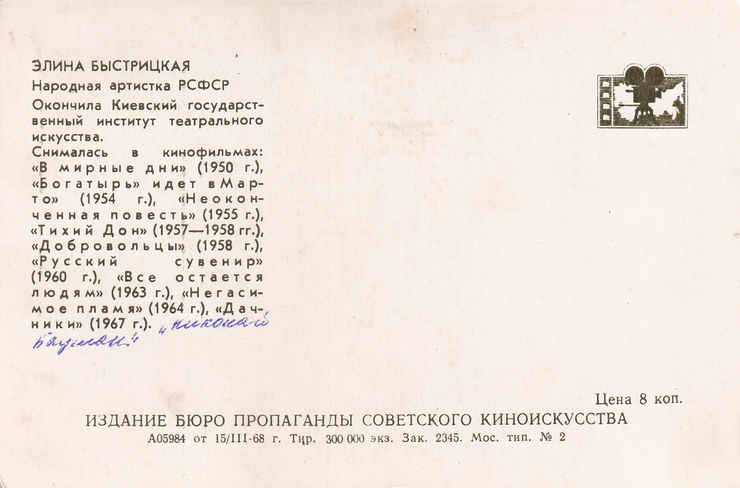 ЭЛИНА БЫСТРИЦКАЯ
Народная артистка РСФСР
Окончила Киевский государст-
венный институт театрального
искусства.
Снималась в кинофильмах:
«В мирные дни» (1950 г.),
«Богатырь» идет в Мар-
то» (1954 г.), «Неокон-
ченная повесть» (1955 г.),
«Тихий Дон» (1957—1958 гг.),
«Добровольцы» (1958 г.),
«Русский сувенир»
(1960 г.), «Все остается
людям» (1963 г.), «Негаси-
мое пламя» (1964 г.), «Дач-
ники» (1967 г.). „Николай
Бауман"
Цена 8 коп.
ИЗДАНИЕ БЮРО ПРОПАГАНДЫ СОВЕТСКОГО КИНОИСКУССТВА
А05984 от 15/III-68 г. Тир. 300 000 экз. Зак. 2345. Мос. тип. № 2